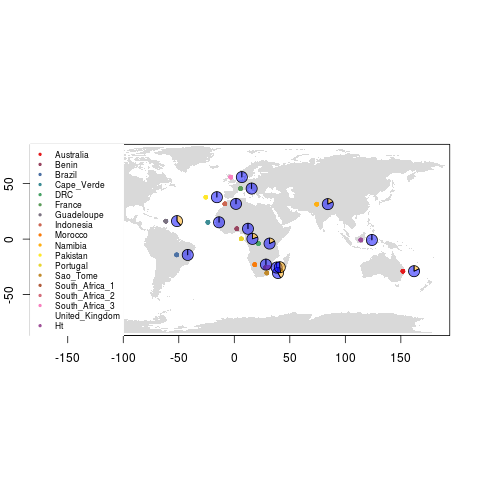 Australia
Benin
Brazil
Cape_Verde
DRC
France
Guadeloupe
Indonesia
Morocco
Namibia
Pakistan
Portugal
Sao_Tome
South_Africa_1
South_Africa_2
South_Africa_3
United_Kingdom
Ht
50
0
-50
-150 -100 -50 0 50 100 150